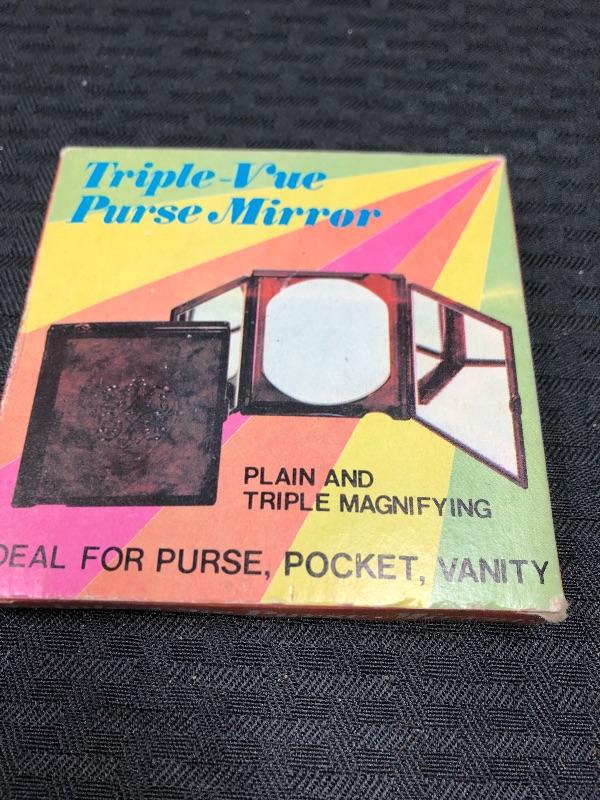 Triple-Vue
Purse Mirror
PLAIN AND
TRIPLE MAGNIFYING
DEAL FOR PURSE, POCKET, VANITY